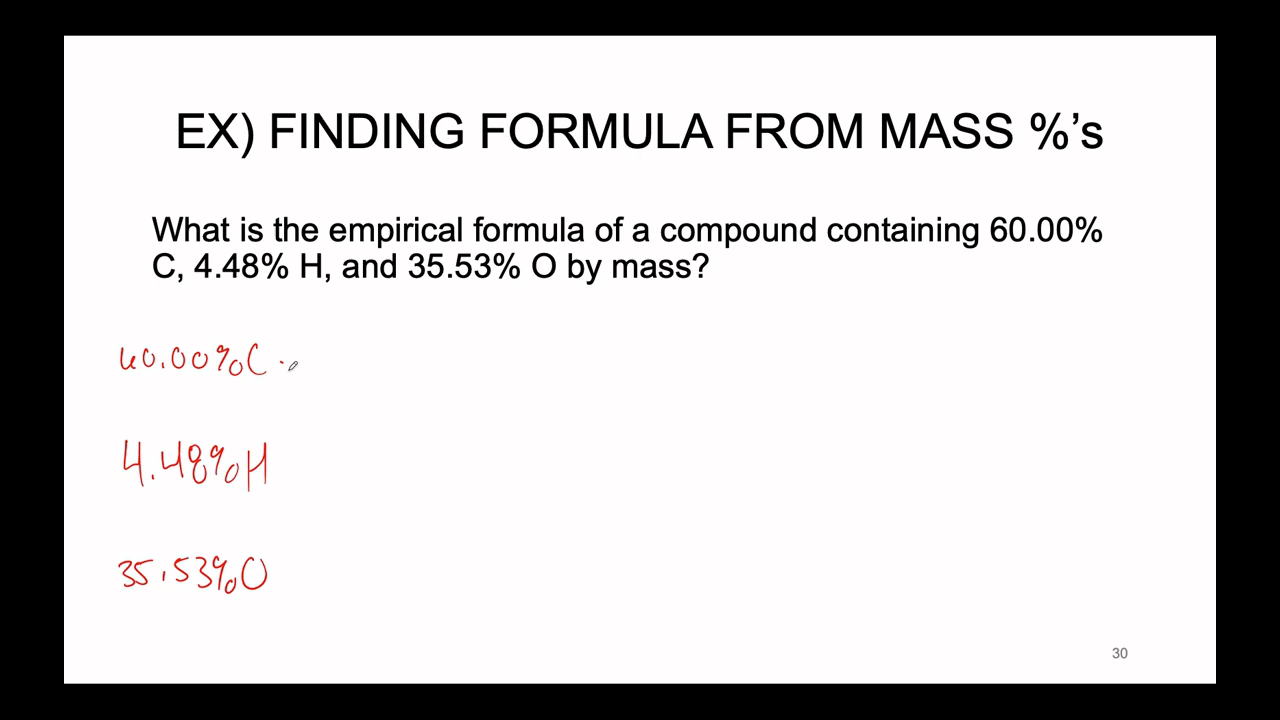 EX) FINDING FORMULA FROM MASS %’s
What is the empirical formula of a compound containing 60.00%
C, 4.48% H, and 35.53% O by mass?
60.00%C
4.48%H
35.53%O
30